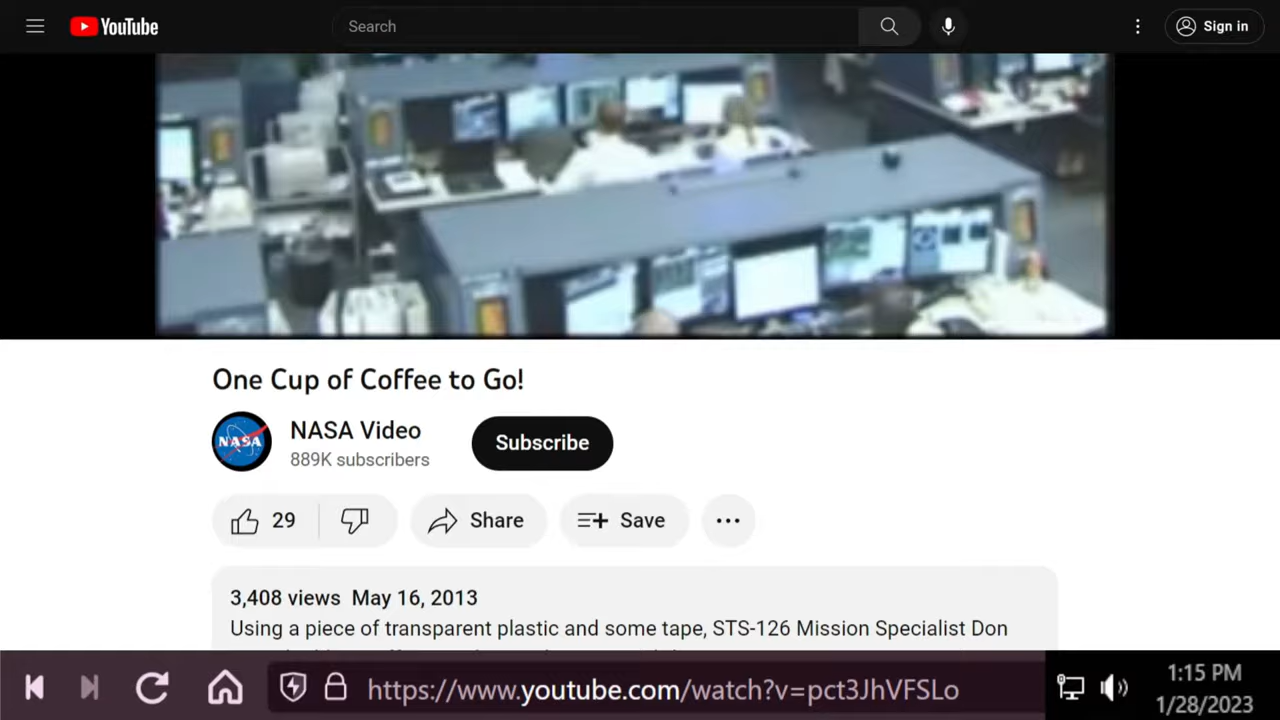 YouTube
Search
Sign in
One Cup of Coffee to Go!
NASA
NASA Video
889K subscribers
Subscribe
29
Share
Save
3,408 views May 16, 2013
Using a piece of transparent plastic and some tape, STS-126 Mission Specialist Don
https://www.youtube.com/watch?v=pct3JhVFSLo
1:15 PM
1/28/2023